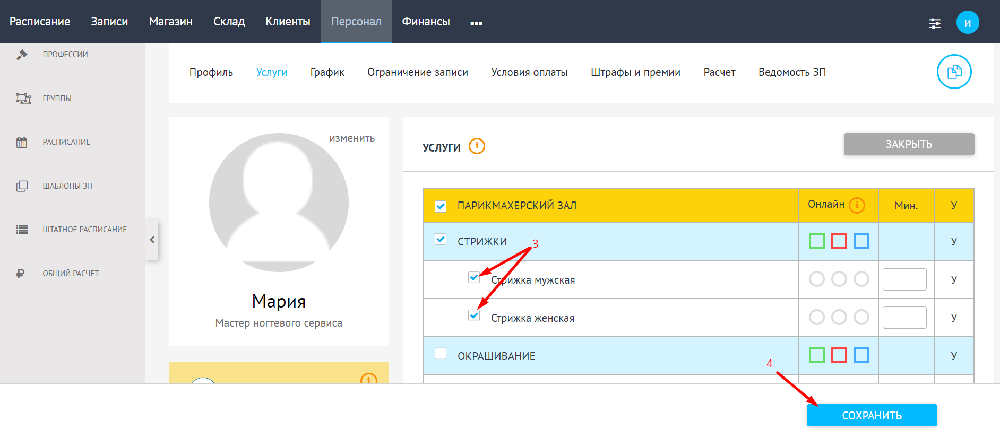 Расписание Записи Магазин Склад Клиенты Персонал Финансы ••• И
ПРОФЕССИИ
ГРУППЫ
РАСПИСАНИЕ
ШАБЛОНЫ ЗП
ШТАТНОЕ РАСПИСАНИЕ
ОБЩИЙ РАСЧЕТ
Профиль Услуги График Ограничение записи Условия оплаты Штрафы и премии Расчет Ведомость ЗП
изменить
Мария
Мастер ногтевого сервиса
УСЛУГИ i ЗАКРЫТЬ
ПАРИКМАХЕРСКИЙ ЗАЛ Онлайн i Мин. У
СТРИЖКИ У
3
Стрижка мужская У
Стрижка женская У
ОКРАШИВАНИЕ У
4
i
СОХРАНИТЬ